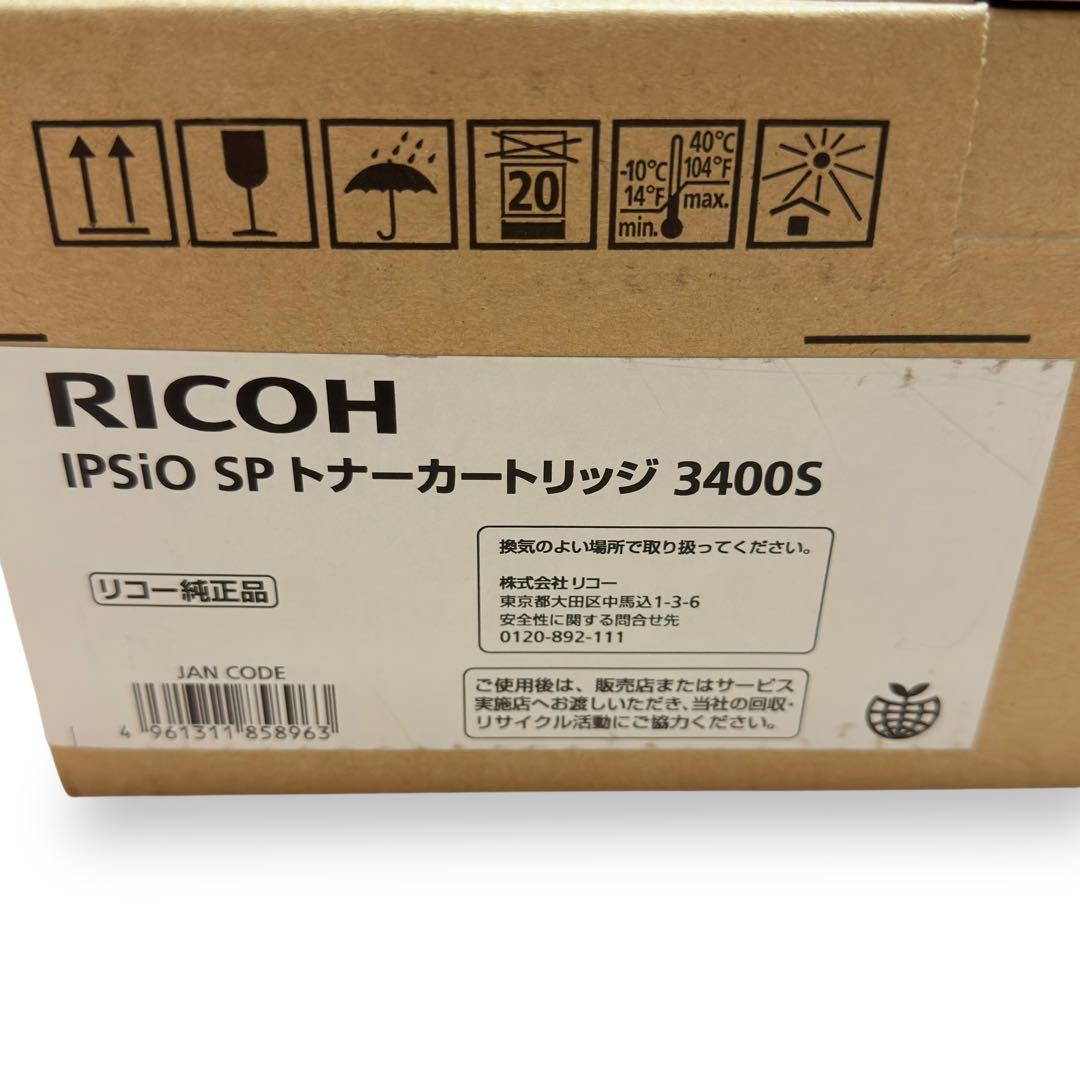 20
-10℃
14°F
min.
40℃
104°F
max.
RICOH
IPSiO SP トナーカートリッジ 3400S
換気のよい場所で取り扱ってください。
株式会社リコー
東京都大田区中馬込1-3-6
安全性に関する問合せ先
0120-892-111
リコー純正品
JAN CODE
4 961311 858963
ご使用後は、販売店またはサービス
実施店へお渡しいただき、当社の回収・
リサイクル活動にご協力ください。